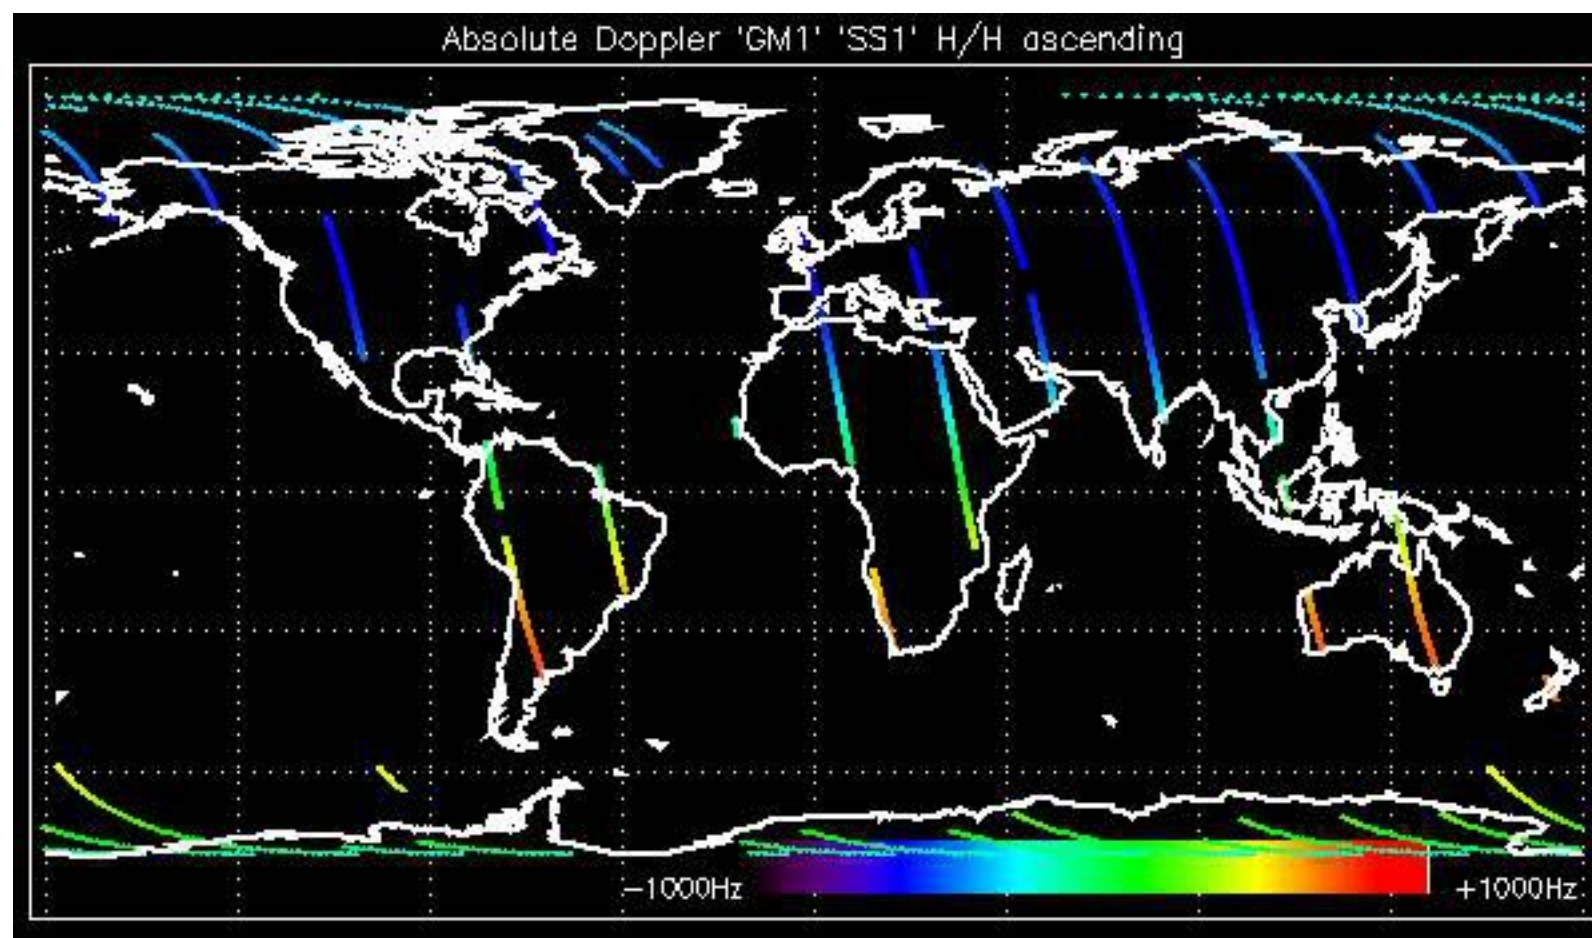 Absolute Doppler 'GM1' 'SS1' H/H ascending
-1000Hz
+1000Hz